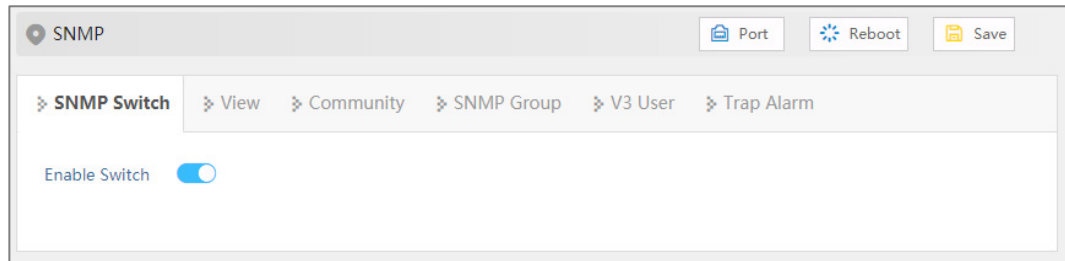 SNMP Port Reboot Save
SNMP Switch View Community SNMP Group V3 User Trap Alarm
Enable Switch